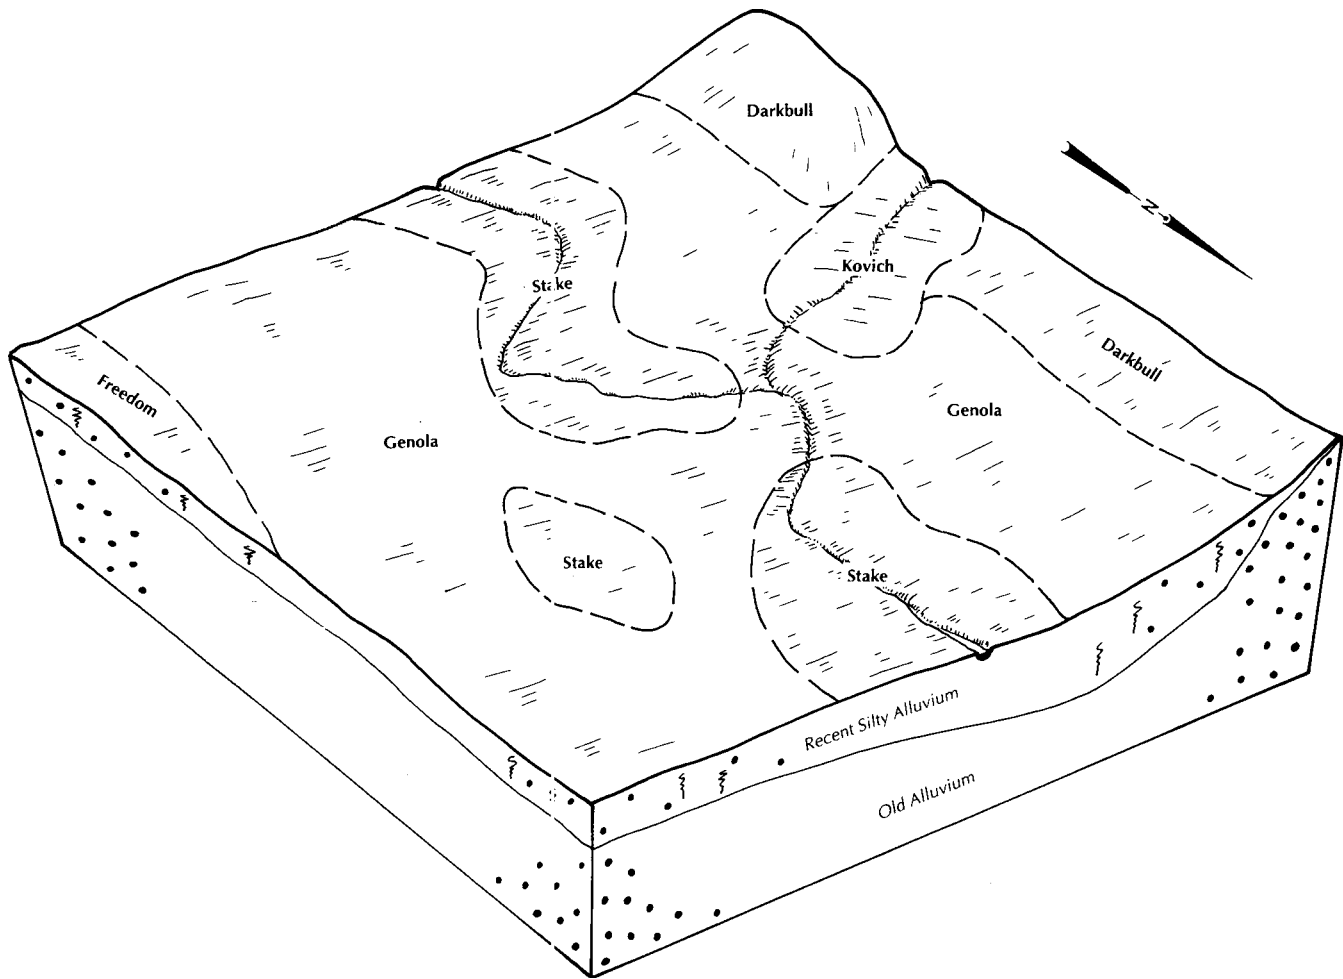 Darkbull
N
Kovich
Stake
Darkbull
Freedom
Genola
Genola
Stake
Stake
Recent Silty Alluvium
Old Alluvium